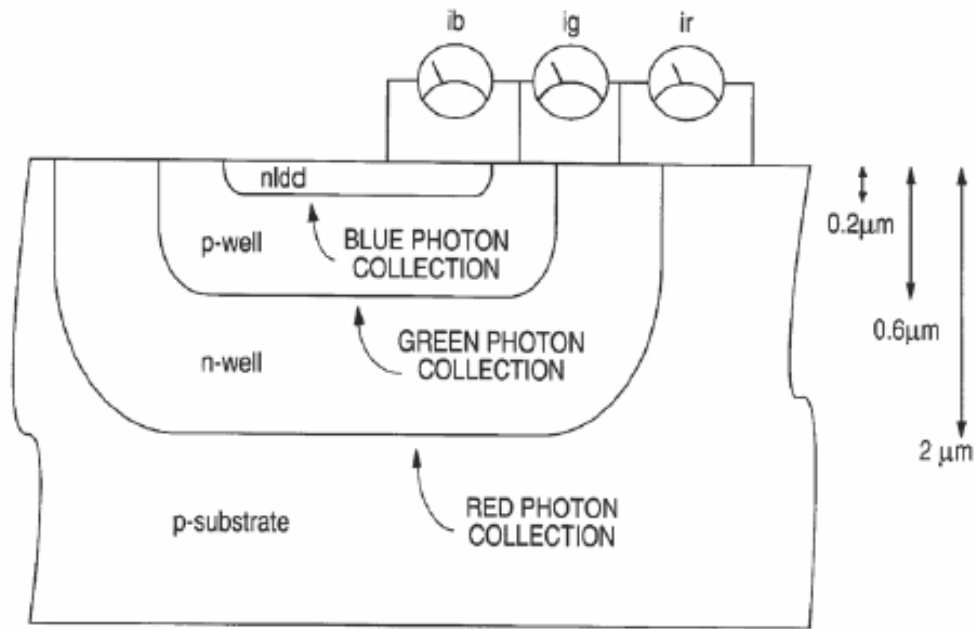 ib
ig
ir
nldd
p-well
BLUE PHOTON
COLLECTION
0.2μm
n-well
GREEN PHOTON
COLLECTION
0.6μm
p-substrate
RED PHOTON
COLLECTION
2 μm